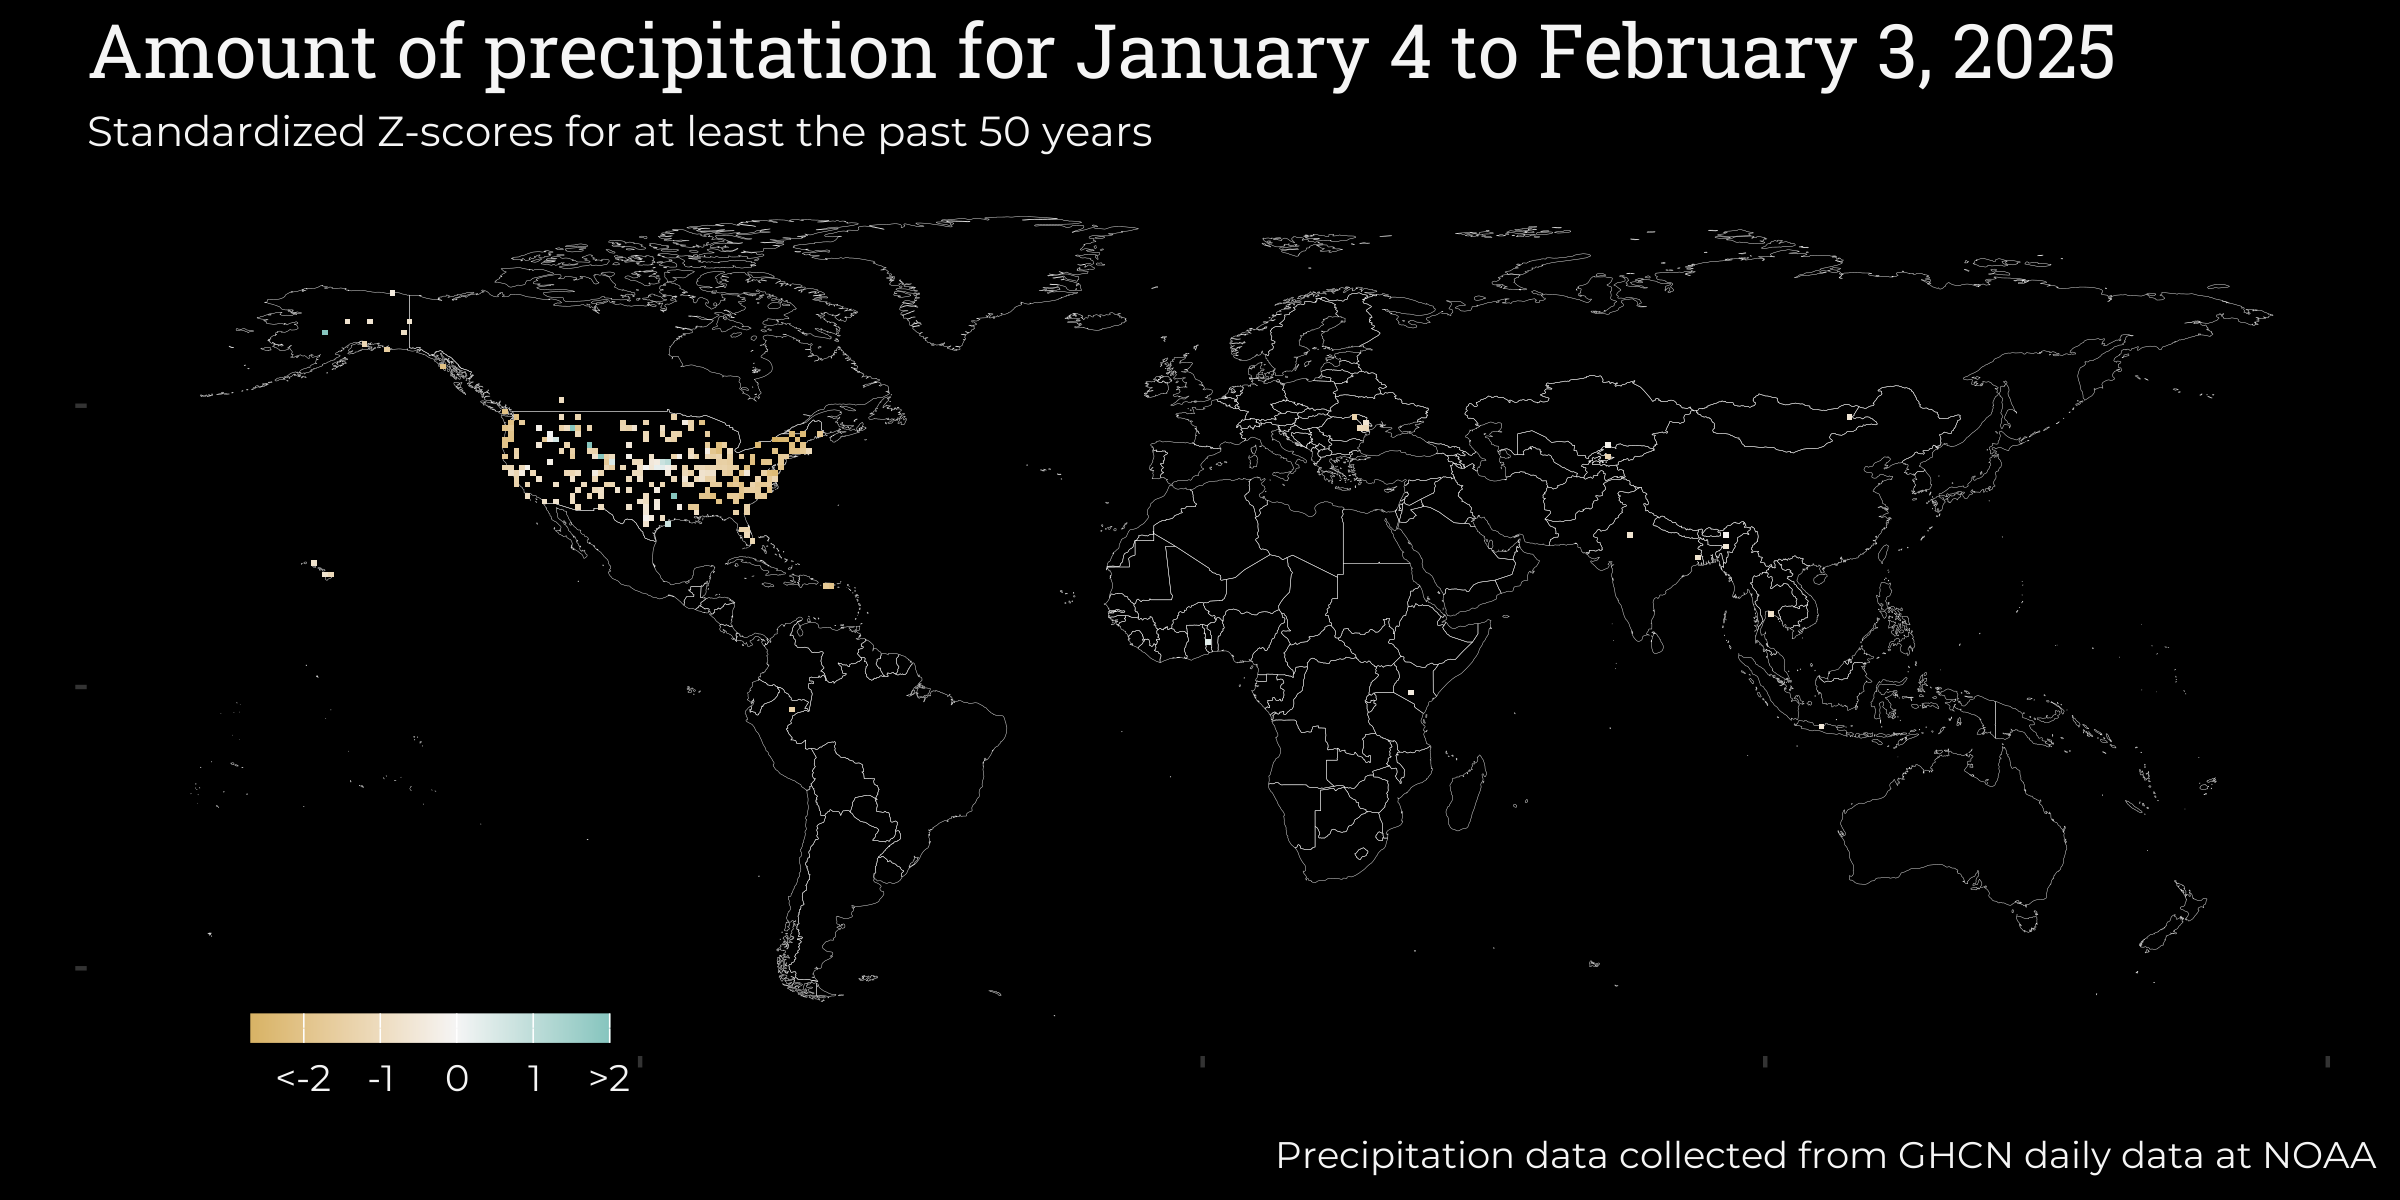 Amount of precipitation for January 4 to February 3, 2025
Standardized Z-scores for at least the past 50 years
<-2 -1 0 1 >2
Precipitation data collected from GHCN daily data at NOAA